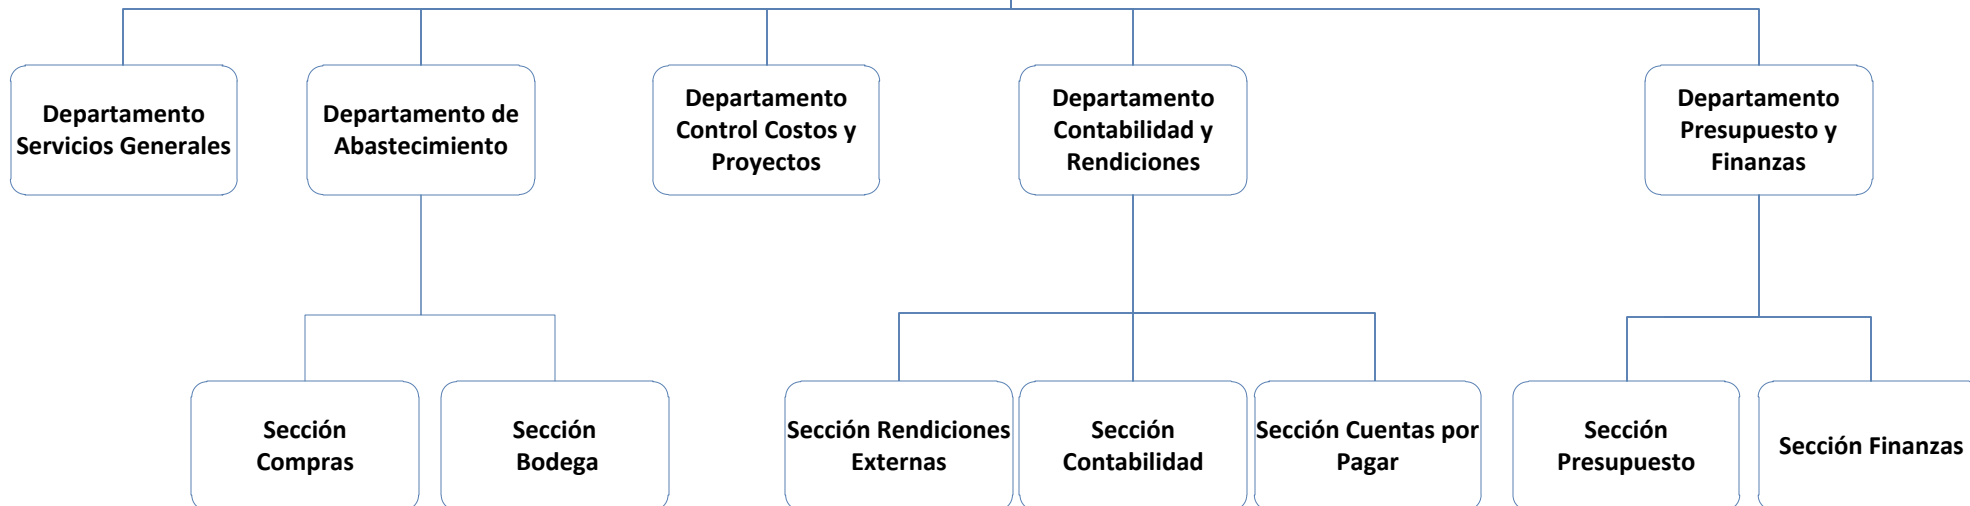 Departamento
Servicios Generales
Departamento de
Abastecimiento
Departamento
Control Costos y
Proyectos
Departamento
Contabilidad y
Rendiciones
Departamento
Presupuesto y
Finanzas
Sección
Compras
Sección
Bodega
Sección Rendiciones
Externas
Sección
Contabilidad
Sección Cuentas por
Pagar
Sección
Presupuesto
Sección Finanzas